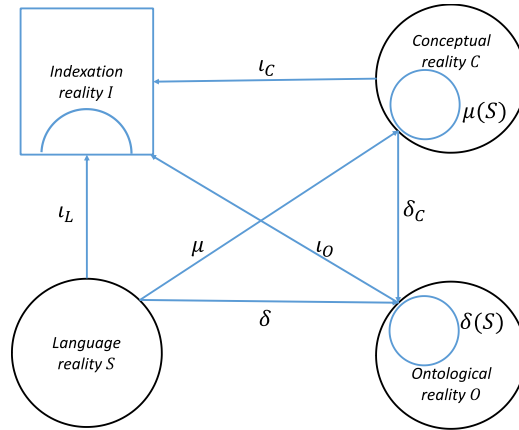 Conceptual
reality C
Indexation
reality I
ι_C
μ(S)
ι_L
μ
ι_O
δ_C
δ
δ(S)
Language
reality S
Ontological
reality O